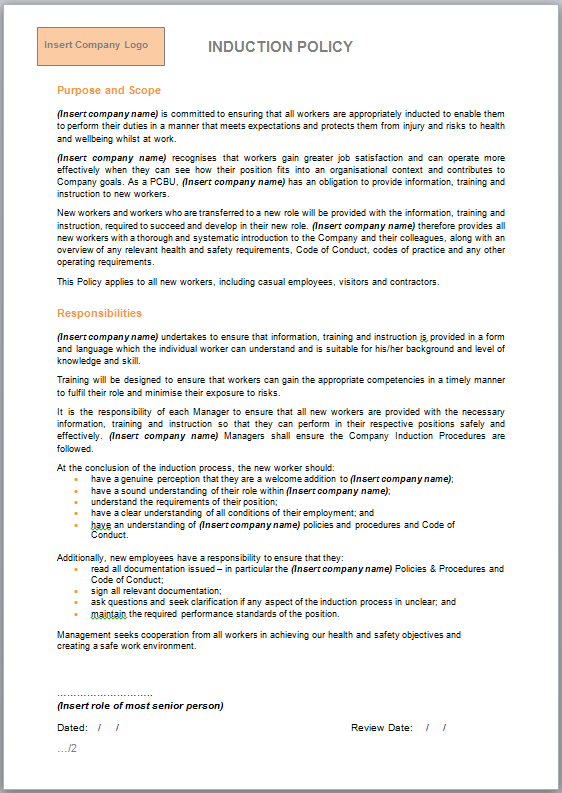 Insert Company Logo
INDUCTION POLICY
Purpose and Scope
(Insert company name) is committed to ensuring that all workers are appropriately inducted to enable them
to perform their duties in a manner that meets expectations and protects them from injury and risks to health
and wellbeing whilst at work.
(Insert company name) recognises that workers gain greater job satisfaction and can operate more
effectively when they can see how their position fits into an organisational context and contributes to
Company goals. As a PCBU, (Insert company name) has an obligation to provide information, training and
instruction to new workers.
New workers and workers who are transferred to a new role will be provided with the information, training and
instruction, required to succeed and develop in their new role. (Insert company name) therefore provides all
new workers with a thorough and systematic introduction to the Company and their colleagues, along with an
overview of any relevant health and safety requirements, Code of Conduct, codes of practice and any other
operating requirements.
This Policy applies to all new workers, including casual employees, visitors and contractors.
Responsibilities
(Insert company name) undertakes to ensure that information, training and instruction is provided in a form
and language which the individual worker can understand and is suitable for his/her background and level of
knowledge and skill.
Training will be designed to ensure that workers can gain the appropriate competencies in a timely manner
to fulfil their role and minimise their exposure to risks.
It is the responsibility of each Manager to ensure that all new workers are provided with the necessary
information, training and instruction so that they can perform in their respective positions safely and
effectively. (Insert company name) Managers shall ensure the Company Induction Procedures are
followed.
At the conclusion of the induction process, the new worker should:
• have a genuine perception that they are a welcome addition to (Insert company name);
• have a sound understanding of their role within (Insert company name);
• understand the requirements of their position;
• have a clear understanding of all conditions of their employment; and
• have an understanding of (Insert company name) policies and procedures and Code of
Conduct.
Additionally, new employees have a responsibility to ensure that they:
• read all documentation issued – in particular the (Insert company name) Policies & Procedures and
Code of Conduct;
• sign all relevant documentation;
• ask questions and seek clarification if any aspect of the induction process in unclear; and
• maintain the required performance standards of the position.
Management seeks cooperation from all workers in achieving our health and safety objectives and
creating a safe work environment.
………………………..
(Insert role of most senior person)
Dated: / / Review Date: / /
…/2